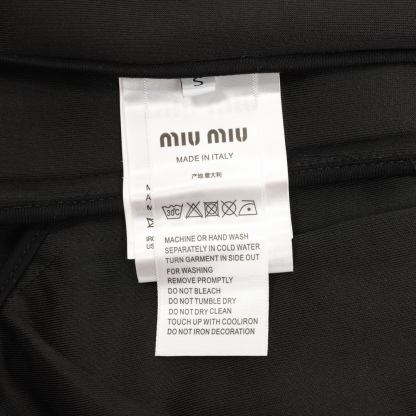 S
miu miu
MADE IN ITALY
产地 意大利
30℃
MACHINE OR HAND WASH
SEPARATELY IN COLD WATER
TURN GARMENT IN SIDE OUT
FOR WASHING
REMOVE PROMPTLY
DO NOT BLEACH
DO NOT TUMBLE DRY
DO NOT DRY CLEAN
TOUCH UP WITH COOLIRON
DO NOT IRON DECORATION